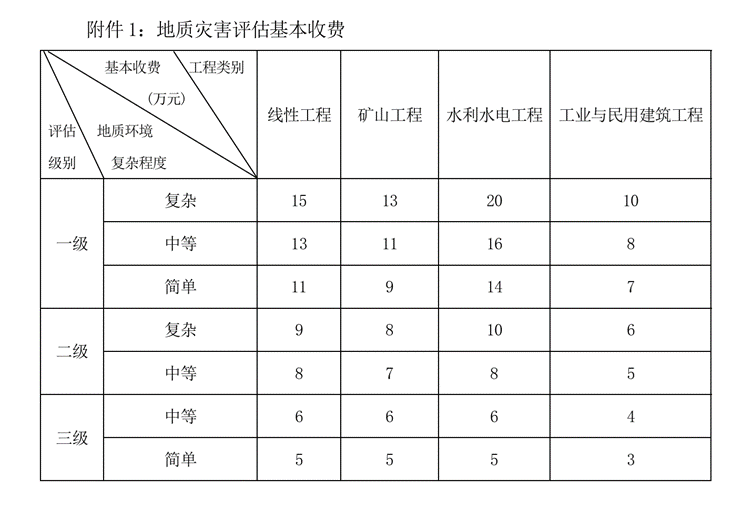 附件 1：地质灾害评估基本收费
基本收费 工程类别
(万元)
评估 地质环境
级别 复杂程度
线性工程 矿山工程 水利水电工程 工业与民用建筑工程
一级
复杂 15 13 20 10
中等 13 11 16 8
简单 11 9 14 7
二级
复杂 9 8 10 6
中等 8 7 8 5
三级
中等 6 6 6 4
简单 5 5 5 3